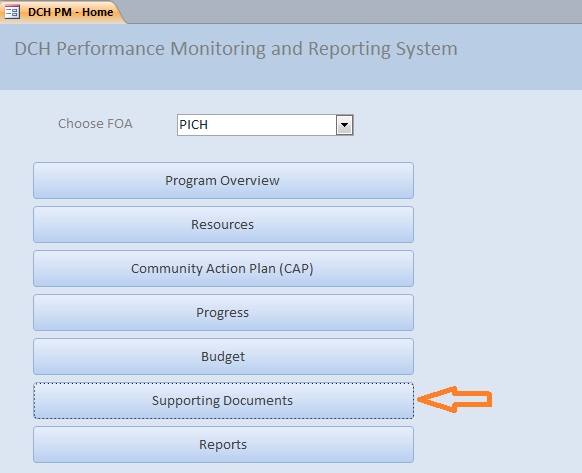 DCH PM - Home
DCH Performance Monitoring and Reporting System
Choose FOA PICH
Program Overview
Resources
Community Action Plan (CAP)
Progress
Budget
Supporting Documents
Reports